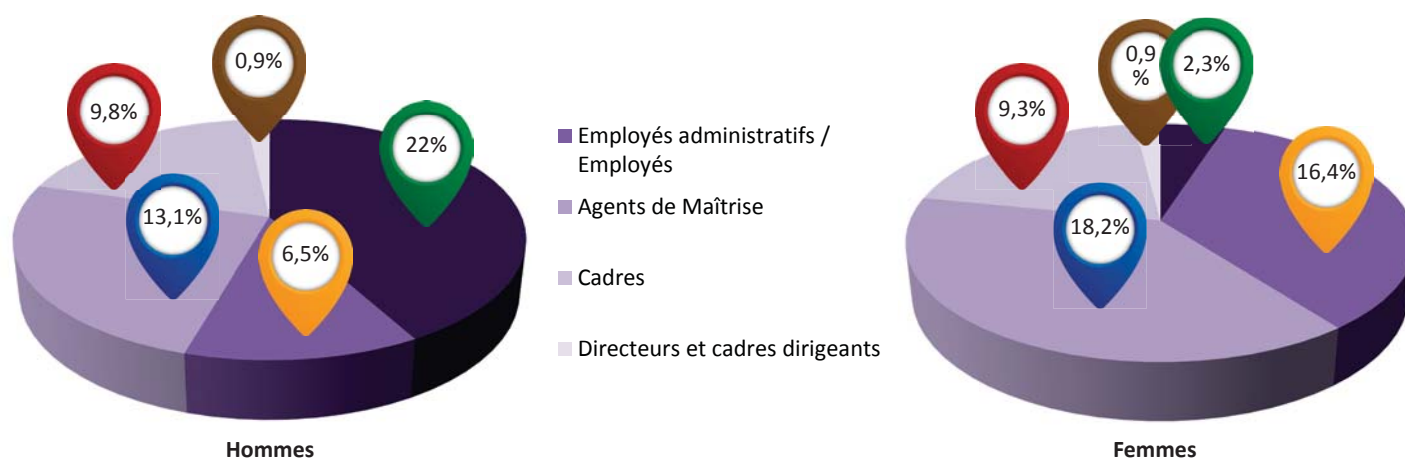 0,9%
9,8%
22%
13,1%
6,5%
Hommes
Employés administratifs /
Employés
Agents de Maîtrise
Cadres
Directeurs et cadres dirigeants
0,9
%
2,3%
9,3%
16,4%
18,2%
Femmes